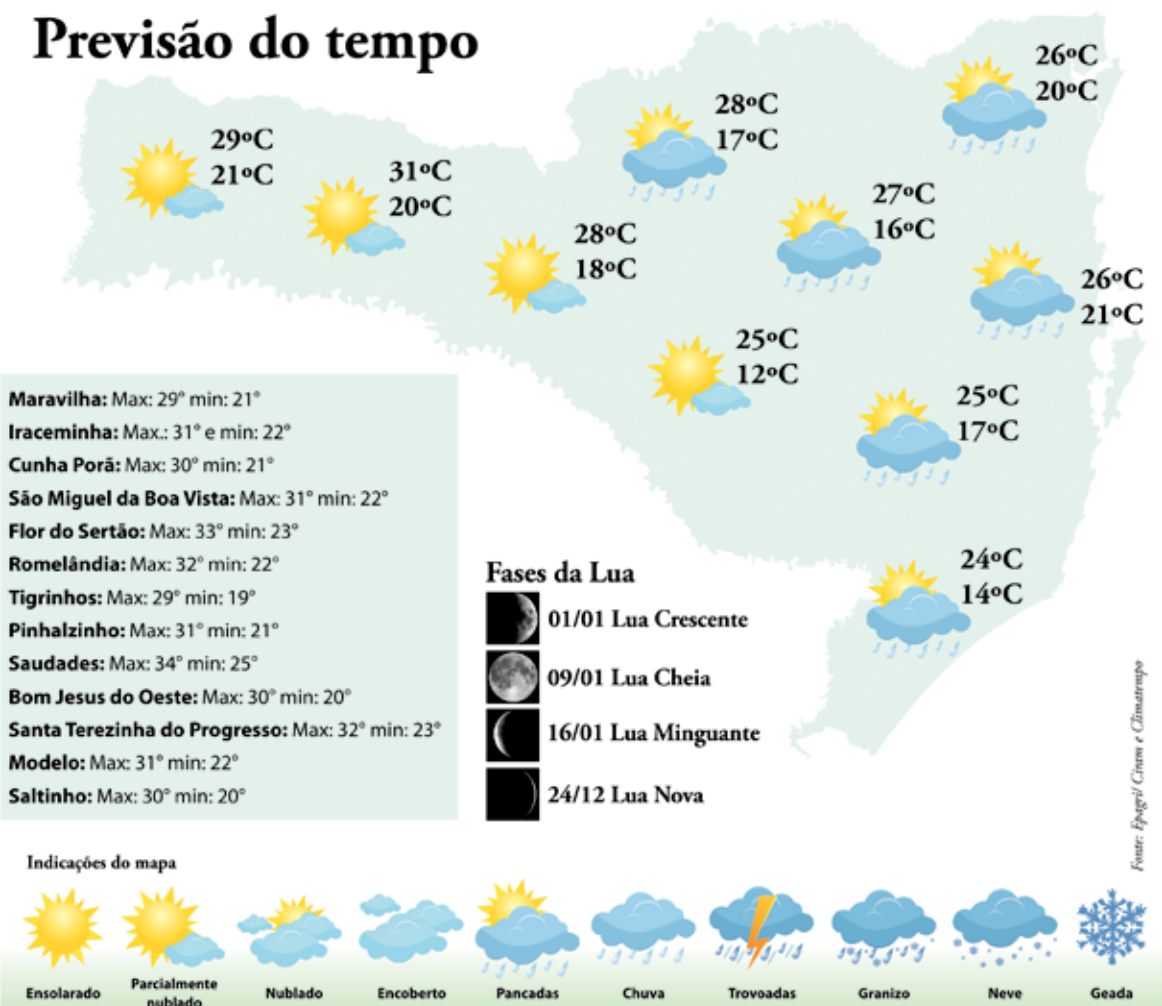 Previsão do tempo
29ºC
21ºC
31ºC
20ºC
28ºC
18ºC
28ºC
17ºC
26ºC
20ºC
27ºC
16ºC
26ºC
21ºC
25ºC
12ºC
25ºC
17ºC
24ºC
14ºC
Maravilha: Max: 29° min: 21°
Iraceminha: Max.: 31° e min: 22°
Cunha Porã: Max: 30° min: 21°
São Miguel da Boa Vista: Max: 31° min: 22°
Flor do Sertão: Max: 33° min: 23°
Romelândia: Max: 32° min: 22°
Tigrinhos: Max: 29° min: 19°
Pinhalzinho: Max: 31° min: 21°
Saudades: Max: 34° min: 25°
Bom Jesus do Oeste: Max: 30° min: 20°
Santa Terezinha do Progresso: Max: 32° min: 23°
Modelo: Max: 31° min: 22°
Saltinho: Max: 30° min: 20°
Fases da Lua
01/01 Lua Crescente
09/01 Lua Cheia
16/01 Lua Minguante
24/12 Lua Nova
Fonte: Epagri/ Ciram e Climatempo
Indicações do mapa
Ensolarado
Parcialmente
nublado
Nublado
Encoberto
Pancadas
Chuva
Trovoadas
Granizo
Neve
Geada